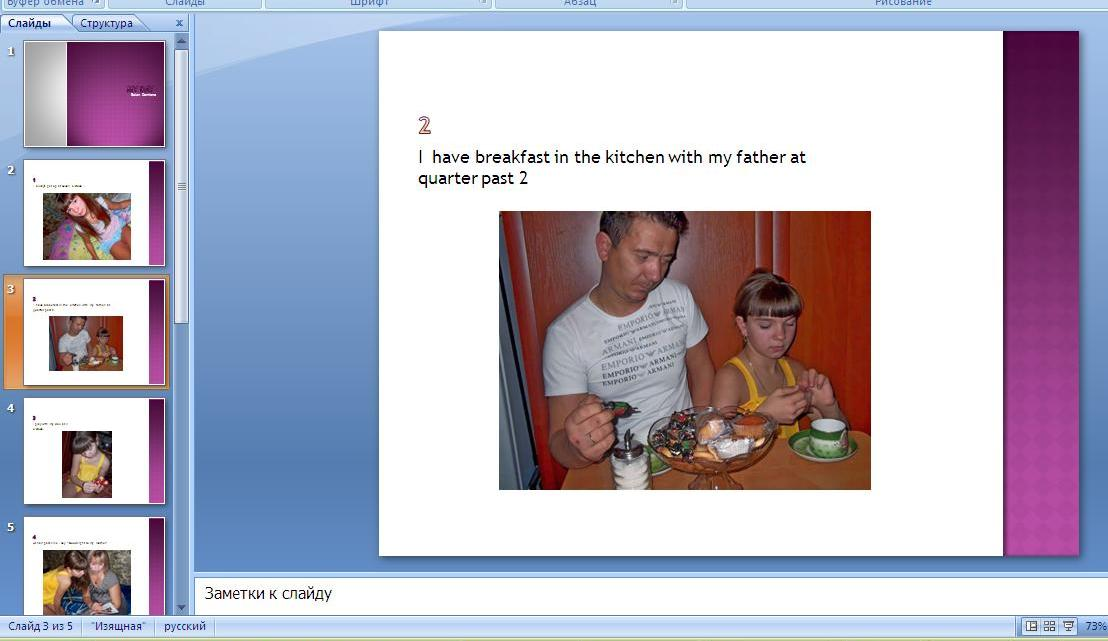 Буфер обмена
Слайды
Шрифт
Абзац
Рисование
Слайды
Структура
x
1
2
3
4
5
2
I have breakfast in the kitchen with my father at
quarter past 2
EMPORIO ARMANI
EMPORIO ARMANI
EMPORIO ARMANI
Заметки к слайду
Слайд 3 из 5
"Изящная"
русский
73%